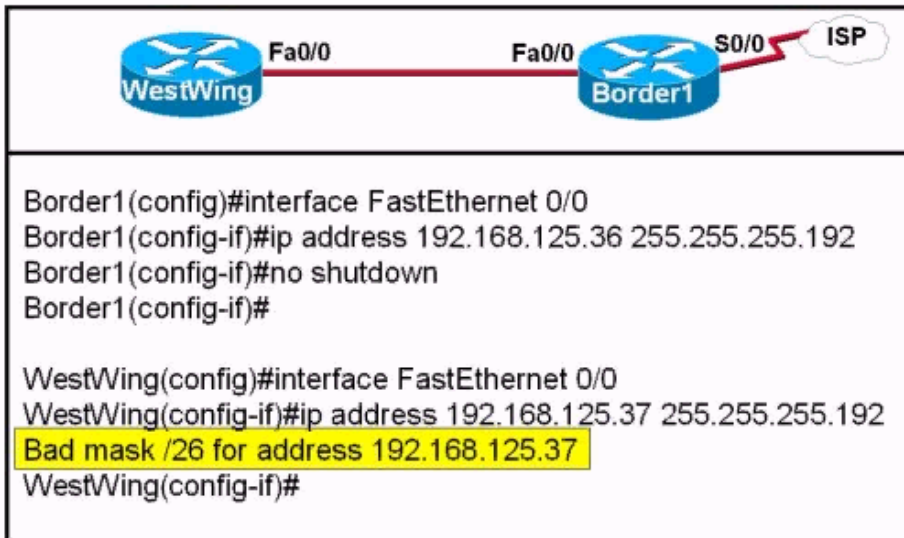 Fa0/0 Fa0/0 S0/0 ISP
WestWing Border1
Border1(config)#interface FastEthernet 0/0
Border1(config-if)#ip address 192.168.125.36 255.255.255.192
Border1(config-if)#no shutdown
Border1(config-if)#
WestWing(config)#interface FastEthernet 0/0
WestWing(config-if)#ip address 192.168.125.37 255.255.255.192
Bad mask /26 for address 192.168.125.37
WestWing(config-if)#